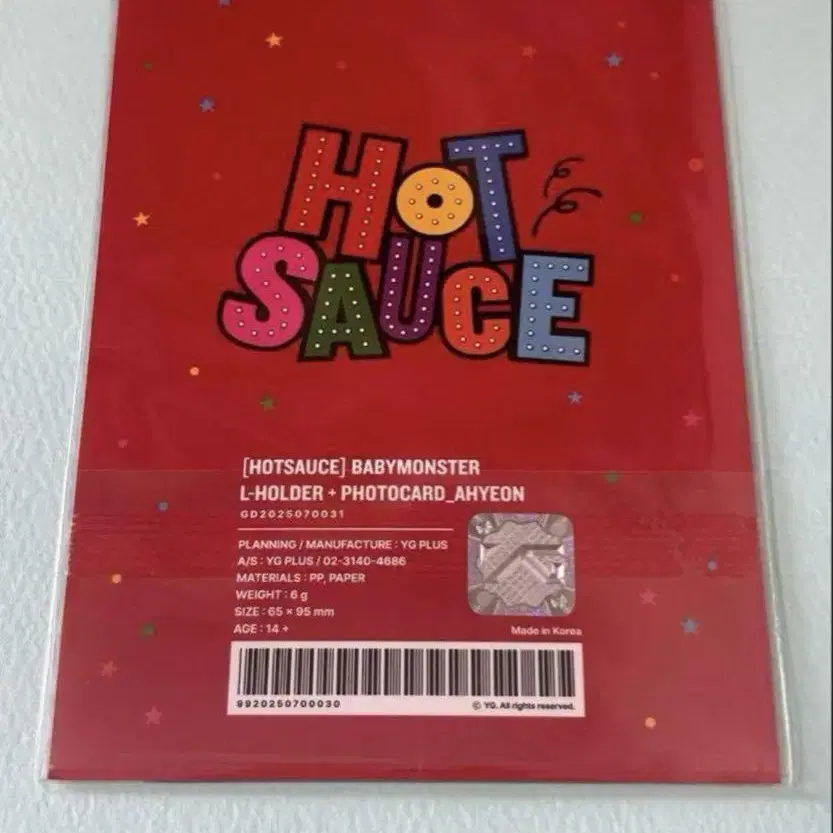 HOT
SAUCE
[HOTSAUCE] BABYMONSTER
L-HOLDER + PHOTOCARD_AHYEON
GD2025070031
PLANNING / MANUFACTURE : YG PLUS
A/S : YG PLUS / 02-3140-4686
MATERIALS : PP, PAPER
WEIGHT : 6 g
SIZE : 65 × 95 mm
AGE : 14 +
Made in Korea
9920250700030
© YG. All rights reserved.